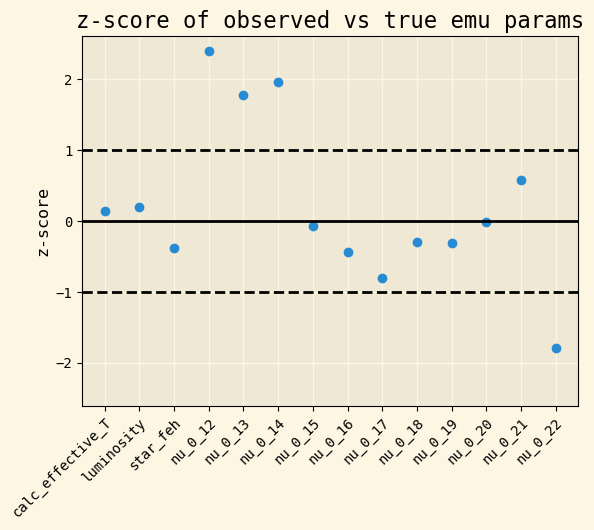 z-score of observed vs true emu params
z-score
2
1
0
−1
−2
calc_effective_T
luminosity
star_feh
nu_0_12
nu_0_13
nu_0_14
nu_0_15
nu_0_16
nu_0_17
nu_0_18
nu_0_19
nu_0_20
nu_0_21
nu_0_22